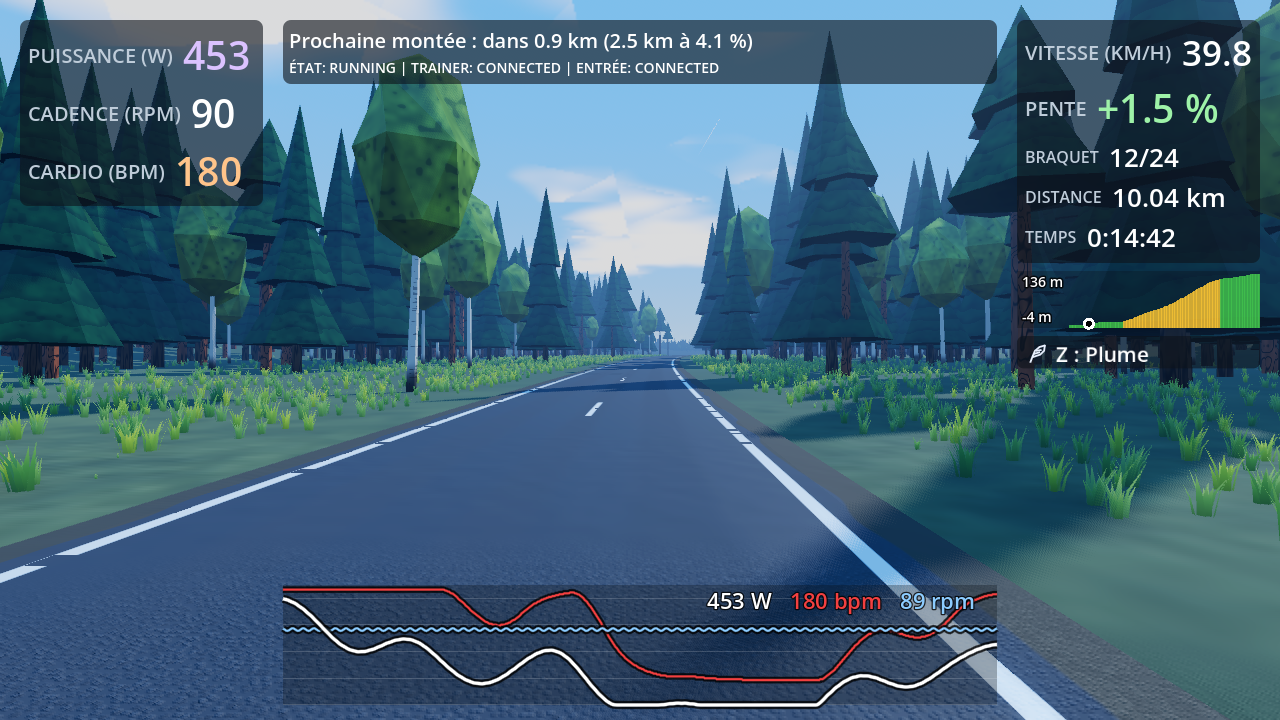 PUISSANCE (W) 453
CADENCE (RPM) 90
CARDIO (BPM) 180
Prochaine montée : dans 0.9 km (2.5 km à 4.1 %)
ÉTAT: RUNNING | TRAINER: CONNECTED | ENTRÉE: CONNECTED
VITESSE (KM/H) 39.8
PENTE +1.5 %
BRAQUET 12/24
DISTANCE 10.04 km
TEMPS 0:14:42
136 m
-4 m
Z : Plume
453 W 180 bpm 89 rpm